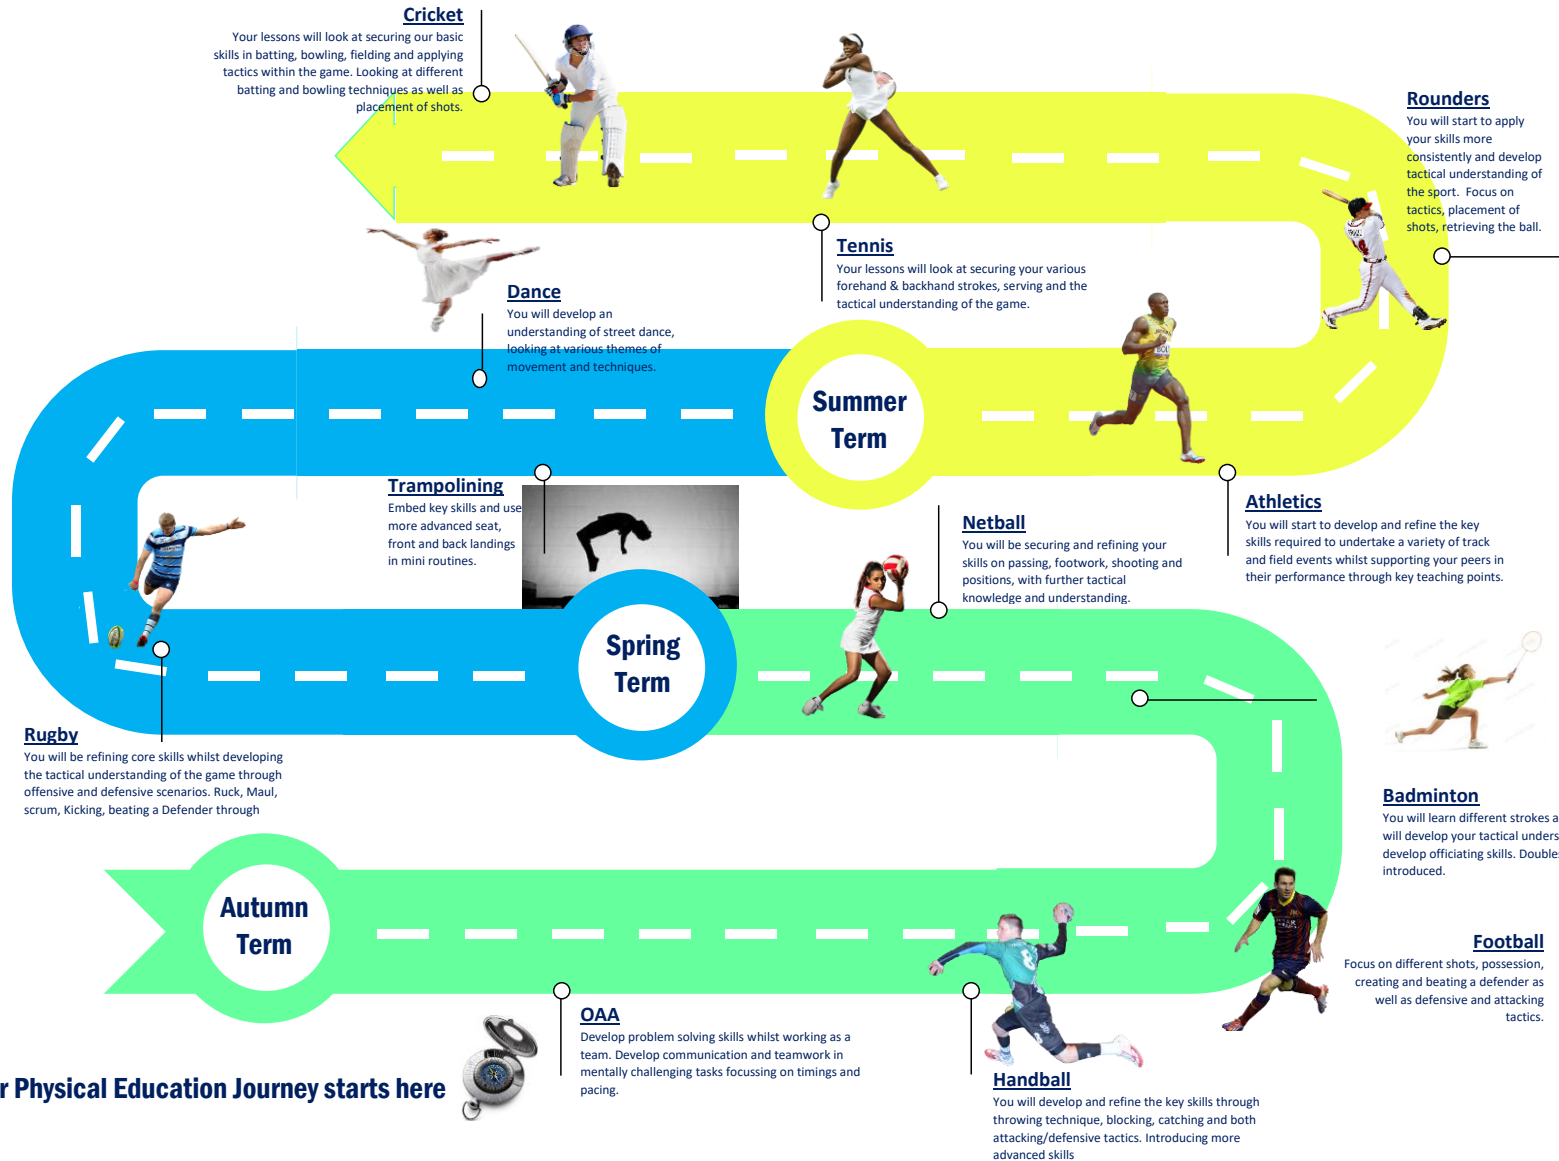 Cricket
Your lessons will look at securing our basic
skills in batting, bowling, fielding and applying
tactics within the game. Looking at different
batting and bowling techniques as well as
placement of shots.
Rounders
You will start to apply
your skills more
consistently and develop
tactical understanding of
the sport. Focus on
tactics, placement of
shots, retrieving the ball.
Tennis
Your lessons will look at securing your various
forehand & backhand strokes, serving and the
tactical understanding of the game.
Dance
You will develop an
understanding of street dance,
looking at various themes of
movement and techniques.
Summer
Term
Trampolining
Embed key skills and use
more advanced seat,
front and back landings
in mini routines.
Netball
You will be securing and refining your
skills on passing, footwork, shooting and
positions, with further tactical
knowledge and understanding.
Athletics
You will start to develop and refine the key
skills required to undertake a variety of track
and field events whilst supporting your peers in
their performance through key teaching points.
Spring
Term
Rugby
You will be refining core skills whilst developing
the tactical understanding of the game through
offensive and defensive scenarios. Ruck, Maul,
scrum, Kicking, beating a Defender through
Badminton
You will learn different strokes a
will develop your tactical unders
develop officiating skills. Doubles
introduced.
Autumn
Term
Football
Focus on different shots, possession,
creating and beating a defender as
well as defensive and attacking
tactics.
OAA
Develop problem solving skills whilst working as a
team. Develop communication and teamwork in
mentally challenging tasks focussing on timings and
pacing.
r Physical Education Journey starts here
Handball
You will develop and refine the key skills through
throwing technique, blocking, catching and both
attacking/defensive tactics. Introducing more
advanced skills
BOLT
8